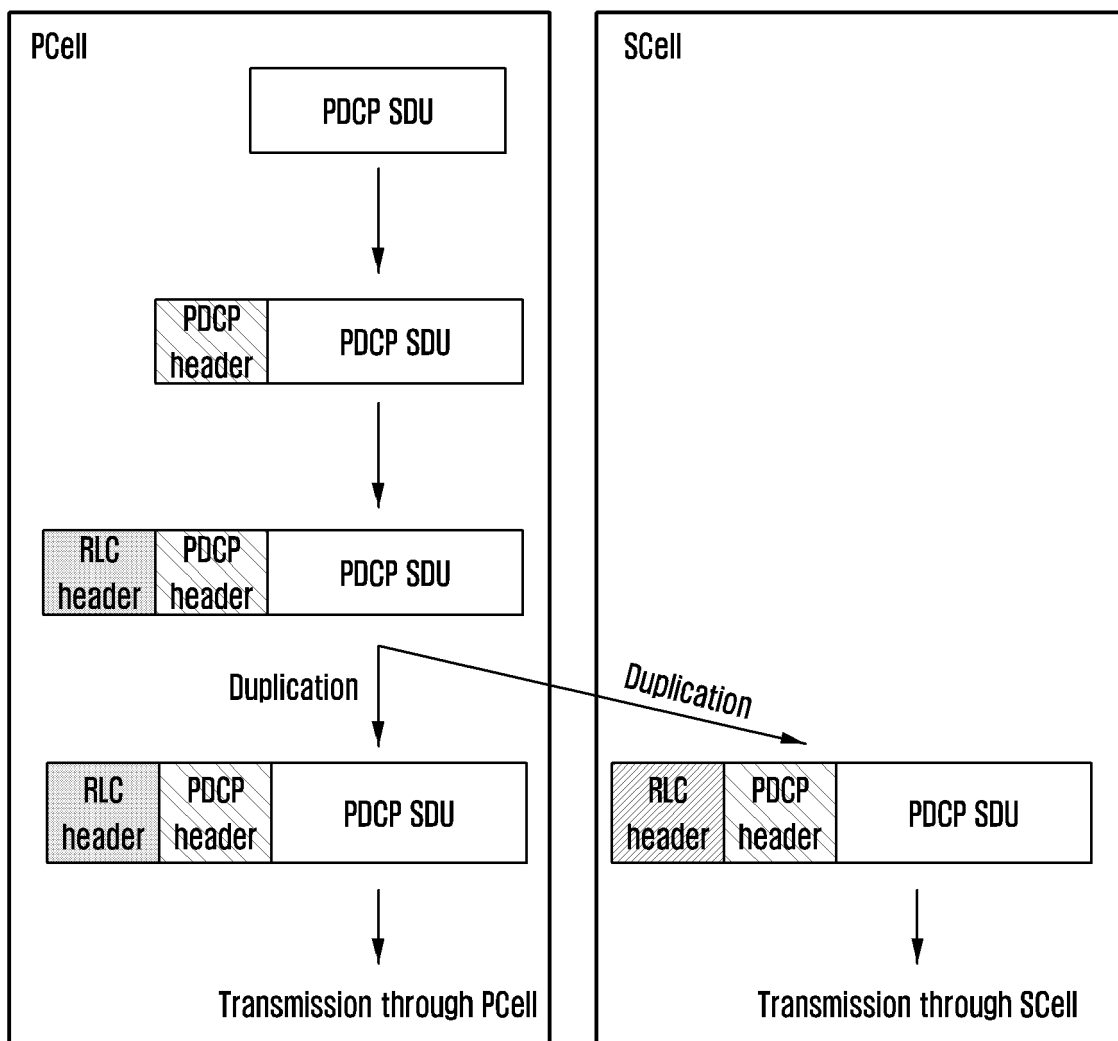 PCell
SCell
PDCP SDU
PDCP
header
PDCP SDU
RLC
header
PDCP
header
PDCP SDU
Duplication
Duplication
RLC
header
PDCP
header
PDCP SDU
RLC
header
PDCP
header
PDCP SDU
Transmission through PCell
Transmission through SCell